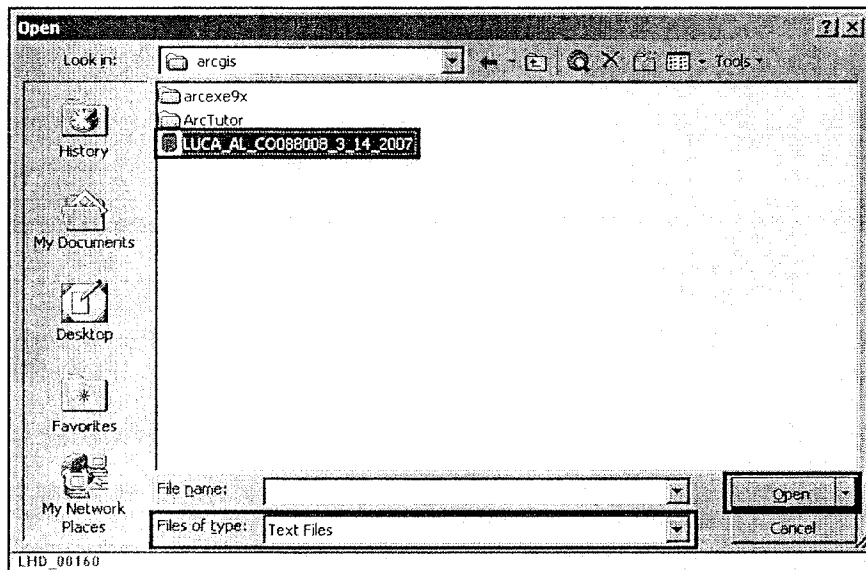 Open
Look in:
arcgis
Tools
arcexe9x
ArcTutor
LUCA_AL_CO088008_3_14_2007
History
My Documents
Desktop
Favorites
My Network
Places
File name:
Open
Files of type:
Text Files
Cancel
LHD_00160